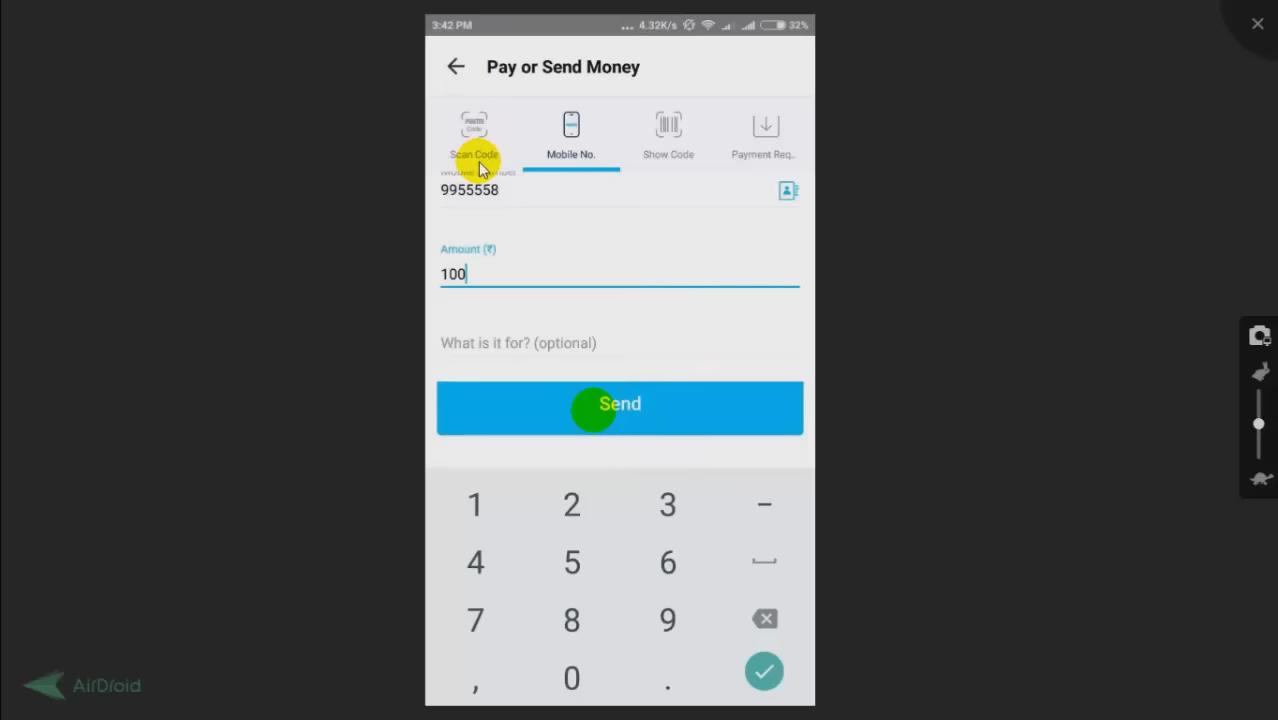 3:42 PM ... 4.32K/s 32%
Pay or Send Money
Paytm
Code
Scan Code Mobile No. Show Code Payment Req..
9955558
Amount (₹)
100
What is it for? (optional)
Send
1 2 3 –
4 5 6
7 8 9
, 0 .
AirDroid